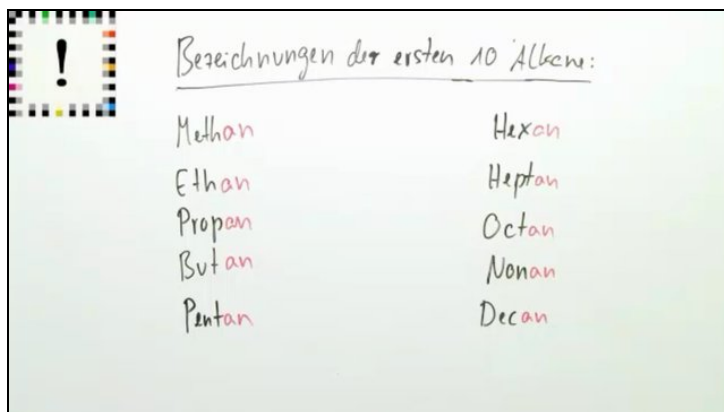 !
Bezeichnungen der ersten 10 Alkane:
Methan
Ethan
Propan
Butan
Pentan
Hexan
Heptan
Octan
Nonan
Decan